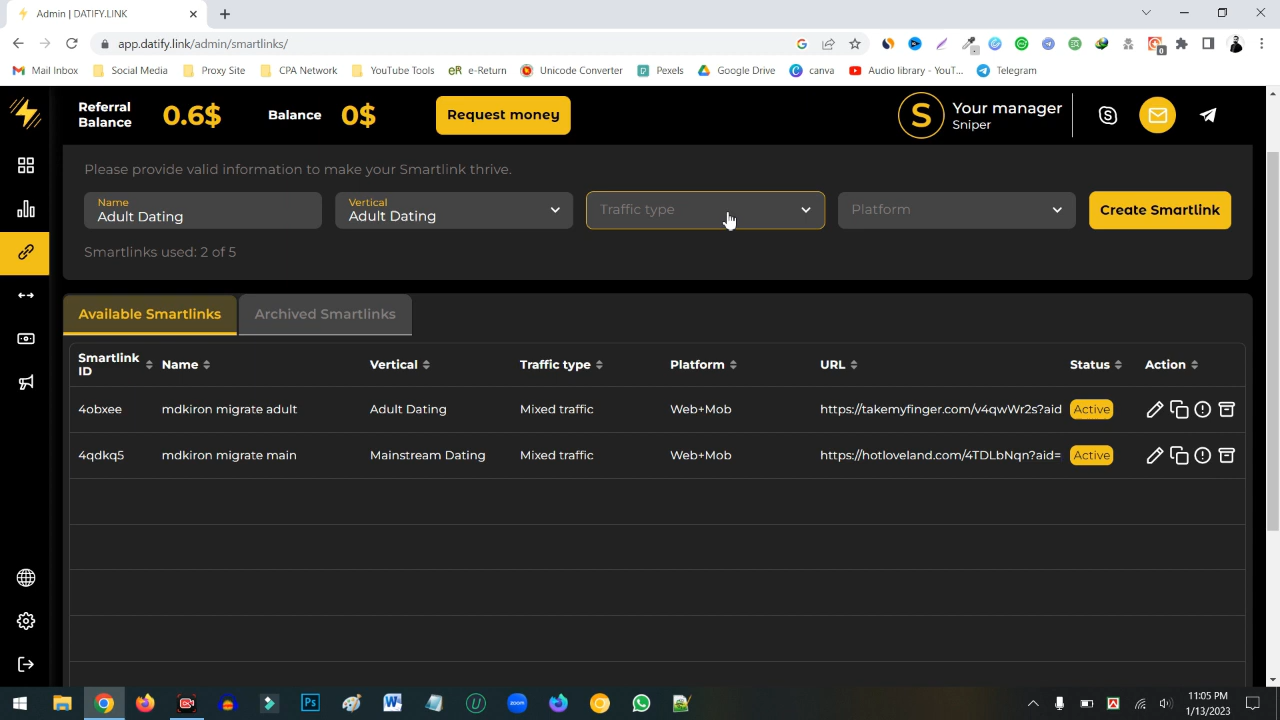 Admin | DATIFY.LINK
app.datify.link/admin/smartlinks/
Mail Inbox Social Media Proxy Site CPA Network YouTube Tools eR e-Return Unicode Converter Pexels Google Drive canva Audio library - YouT... Telegram
Referral Balance 0.6$ Balance 0$ Request money S Your manager
Sniper
Please provide valid information to make your Smartlink thrive.
Name Vertical
Adult Dating Adult Dating Traffic type Platform Create Smartlink
Smartlinks used: 2 of 5
Available Smartlinks Archived Smartlinks
Smartlink ID Name Vertical Traffic type Platform URL Status Action
4obxee mdkiron migrate adult Adult Dating Mixed traffic Web+Mob https://takemyfinger.com/v4qwWr2s?aid Active
4qdkq5 mdkiron migrate main Mainstream Dating Mixed traffic Web+Mob https://hotloveland.com/4TDLbNqn?aid= Active
11:05 PM
1/13/2023